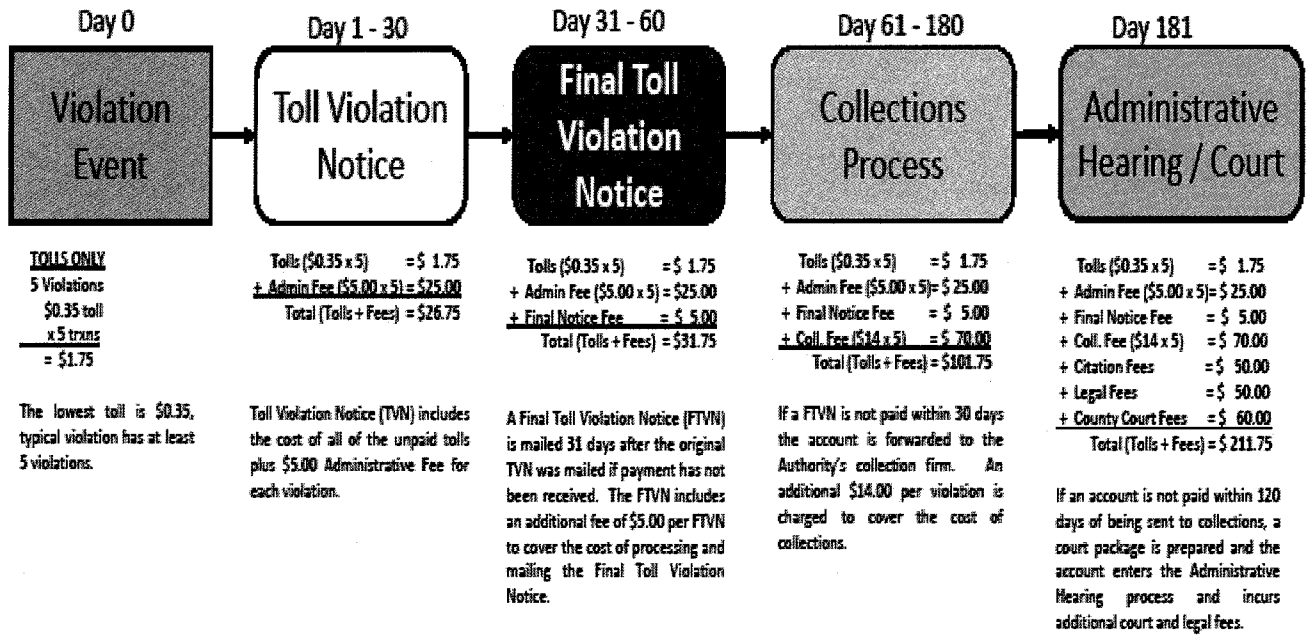 Day 0
Violation
Event
TOLLS ONLY
5 Violations
$0.35 toll
x 5 trxns
= $1.75
The lowest toll is $0.35,
typical violation has at least
5 violations.
Day 1 - 30
Toll Violation
Notice
Tolls ($0.35 x 5) = $ 1.75
+ Admin Fee ($5.00 x 5) = $25.00
Total (Tolls + Fees) = $26.75
Toll Violation Notice (TVN) includes
the cost of all of the unpaid tolls
plus $5.00 Administrative Fee for
each violation.
Day 31 - 60
Final Toll
Violation
Notice
Tolls ($0.35 x 5) = $ 1.75
+ Admin Fee ($5.00 x 5) = $25.00
+ Final Notice Fee = $ 5.00
Total (Tolls + Fees) = $31.75
A Final Toll Violation Notice (FTVN)
is mailed 31 days after the original
TVN was mailed if payment has not
been received. The FTVN includes
an additional fee of $5.00 per FTVN
to cover the cost of processing and
mailing the Final Toll Violation
Notice.
Day 61 - 180
Collections
Process
Tolls ($0.35 x 5) = $ 1.75
+ Admin Fee ($5.00 x 5)= $ 25.00
+ Final Notice Fee = $ 5.00
+ Coll. Fee ($14 x 5) = $ 70.00
Total (Tolls + Fees) = $101.75
If a FTVN is not paid within 30 days
the account is forwarded to the
Authority's collection firm. An
additional $14.00 per violation is
charged to cover the cost of
collections.
Day 181
Administrative
Hearing / Court
Tolls ($0.35 x 5) = $ 1.75
+ Admin Fee ($5.00 x 5)= $ 25.00
+ Final Notice Fee = $ 5.00
+ Coll. Fee ($14 x 5) = $ 70.00
+ Citation Fees = $ 50.00
+ Legal Fees = $ 50.00
+ County Court Fees = $ 60.00
Total (Tolls + Fees) = $ 211.75
If an account is not paid within 120
days of being sent to collections, a
court package is prepared and the
account enters the Administrative
Hearing process and incurs
additional court and legal fees.